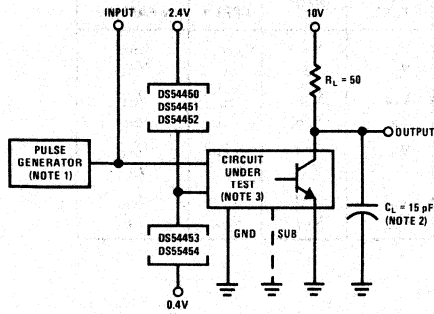 INPUT
2.4V
10V
R_L = 50
DS54450
DS54451
DS54452
OUTPUT
PULSE
GENERATOR
(NOTE 1)
CIRCUIT
UNDER
TEST
(NOTE 3)
C_L = 15 pF
(NOTE 2)
GND
SUB
DS54453
DS55454
0.4V